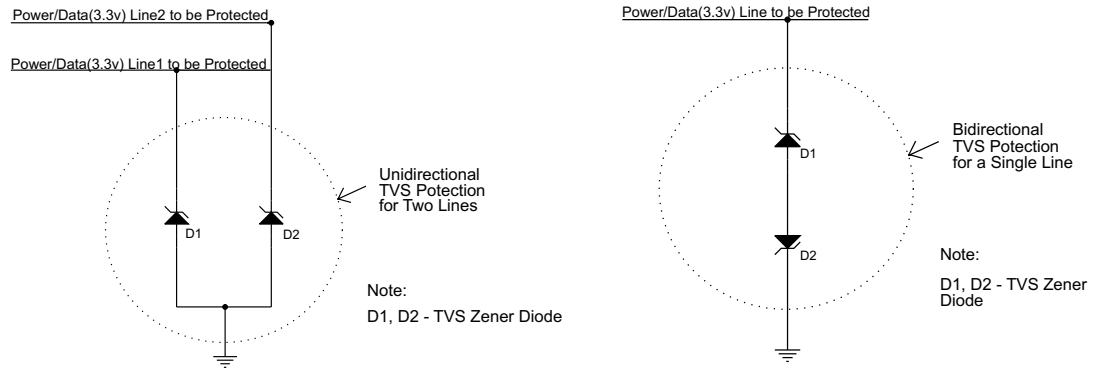 Power/Data(3.3v) Line2 to be Protected
Power/Data(3.3v) Line1 to be Protected
D1
D2
Unidirectional
TVS Potection
for Two Lines
Note:
D1, D2 - TVS Zener Diode
Power/Data(3.3v) Line to be Protected
D1
D2
Bidirectional
TVS Potection
for a Single Line
Note:
D1, D2 - TVS Zener
Diode